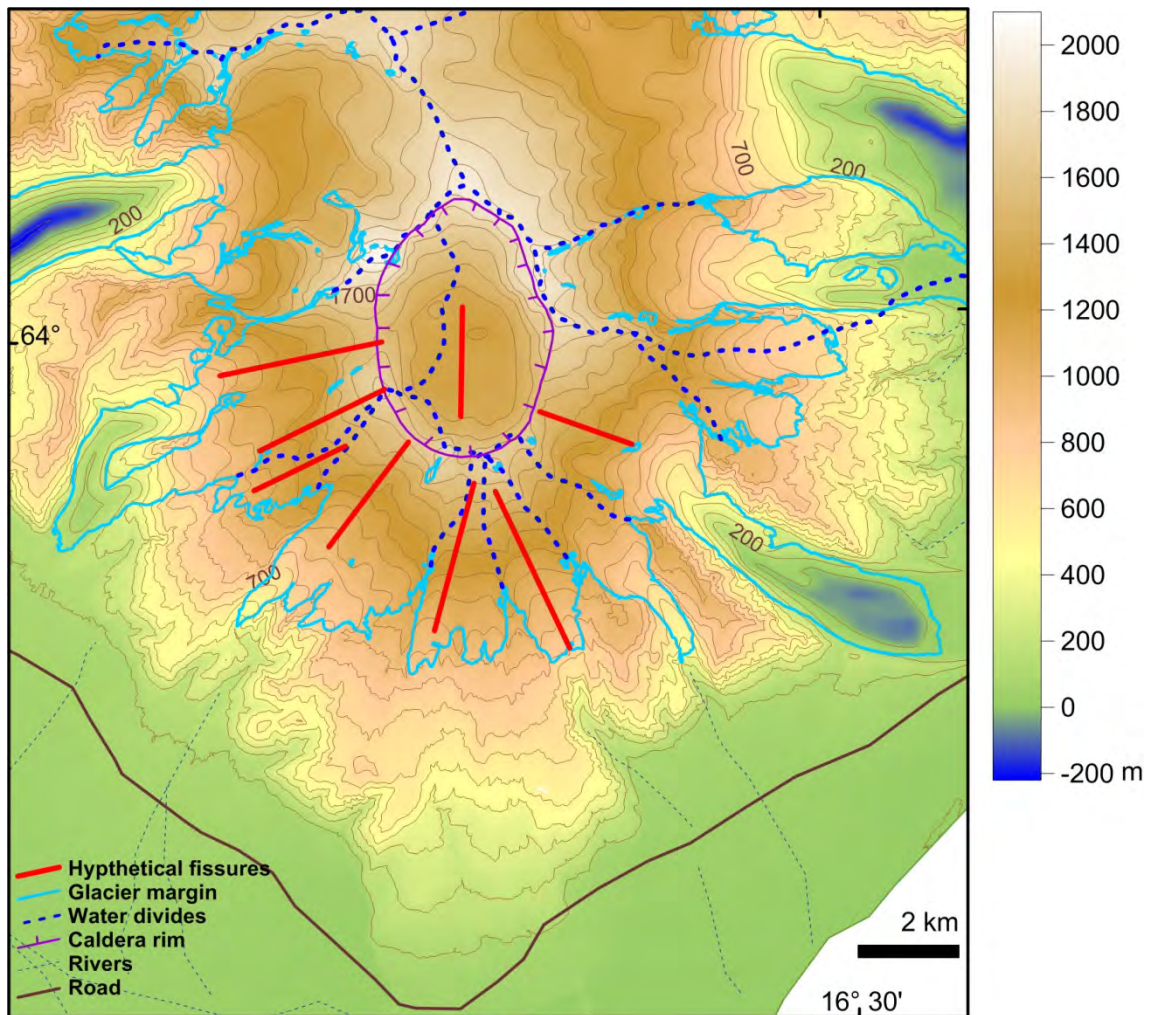 2000
1800
1600
1400
1200
1000
800
600
400
200
0
-200 m
700
200
200
1700
64°
200
700
Hypthetical fissures
Glacier margin
Water divides
Caldera rim
Rivers
Road
2 km
16° 30'